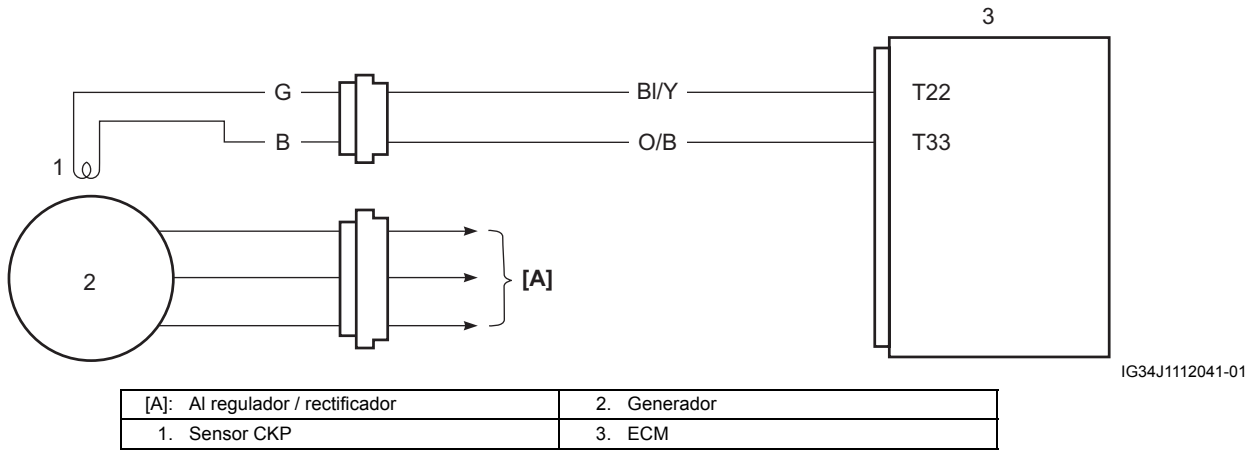 3
G
Bl/Y
T22
B
O/B
T33
1
2
[A]
IG34J1112041-01
[A]: Al regulador / rectificador
2. Generador
1. Sensor CKP
3. ECM